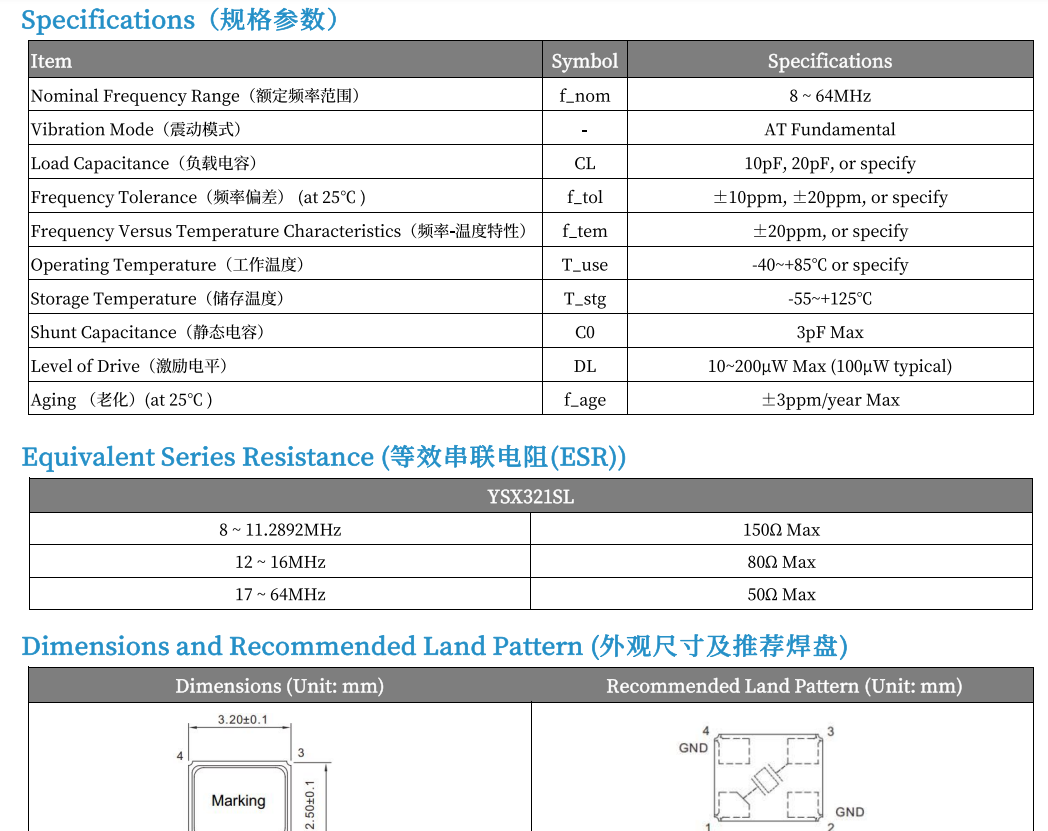 Specifications（规格参数）
Item Symbol Specifications
Nominal Frequency Range（额定频率范围） f_nom 8 ~ 64MHz
Vibration Mode（震动模式） - AT Fundamental
Load Capacitance（负载电容） CL 10pF, 20pF, or specify
Frequency Tolerance（频率偏差） (at 25℃ ) f_tol ±10ppm, ±20ppm, or specify
Frequency Versus Temperature Characteristics（频率-温度特性） f_tem ±20ppm, or specify
Operating Temperature（工作温度） T_use -40~+85℃ or specify
Storage Temperature（储存温度） T_stg -55~+125℃
Shunt Capacitance（静态电容） C0 3pF Max
Level of Drive（激励电平） DL 10~200μW Max (100μW typical)
Aging （老化）(at 25℃ ) f_age ±3ppm/year Max
Equivalent Series Resistance (等效串联电阻(ESR))
YSX321SL
8 ~ 11.2892MHz 150Ω Max
12 ~ 16MHz 80Ω Max
17 ~ 64MHz 50Ω Max
Dimensions and Recommended Land Pattern (外观尺寸及推荐焊盘)
Dimensions (Unit: mm) Recommended Land Pattern (Unit: mm)
3.20±0.1
4 3
Marking
2.50±0.1
4 3
GND
GND
1 2